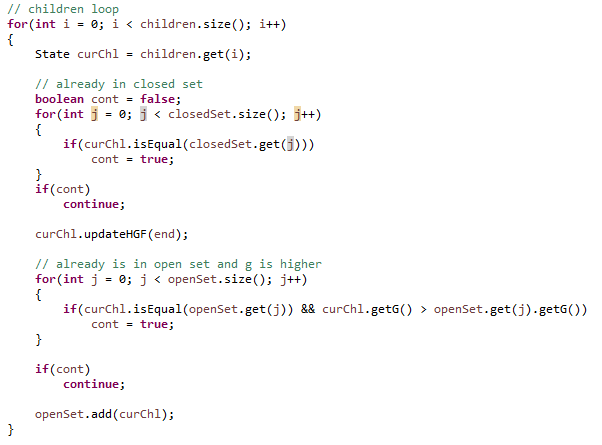 // children loop
for(int i = 0; i < children.size(); i++)
{
    State curChl = children.get(i);

    // already in closed set
    boolean cont = false;
    for(int j = 0; j < closedSet.size(); j++)
    {
        if(curChl.isEqual(closedSet.get(j)))
            cont = true;
    }
    if(cont)
        continue;

    curChl.updateHGF(end);

    // already is in open set and g is higher
    for(int j = 0; j < openSet.size(); j++)
    {
        if(curChl.isEqual(openSet.get(j)) && curChl.getG() > openSet.get(j).getG())
            cont = true;
    }

    if(cont)
        continue;

    openSet.add(curChl);
}